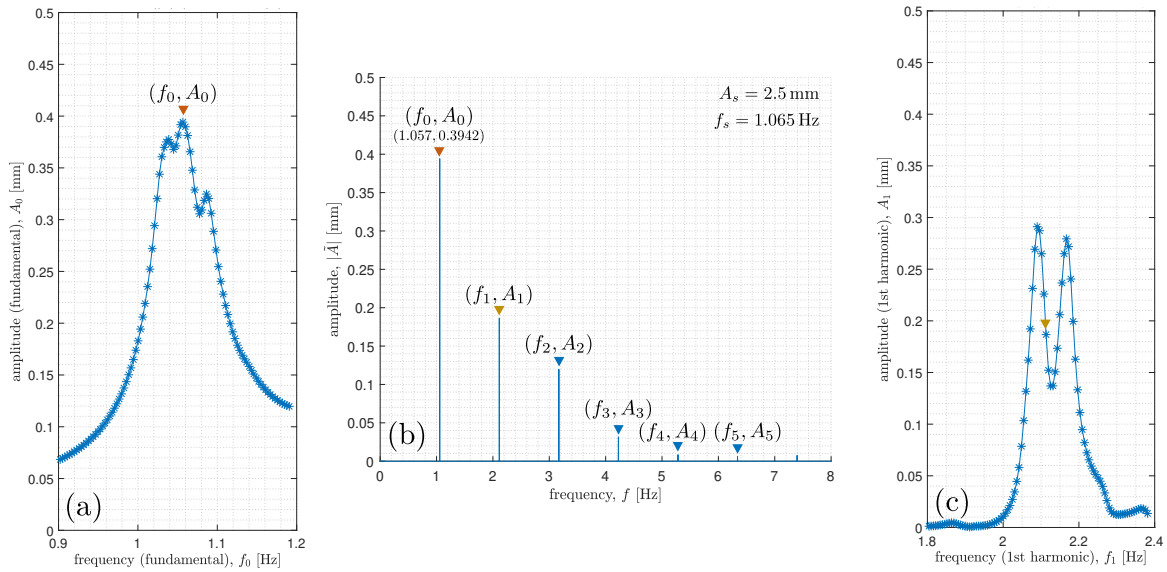 0.5
0.45
0.4
0.35
0.3
0.25
0.2
0.15
0.1
0.05
0
amplitude (fundamental), A₀ [mm]
(f₀, A₀)
(a)
0.9
1
1.1
1.2
frequency (fundamental), f₀ [Hz]
0.5
0.45
0.4
0.35
0.3
0.25
0.2
0.15
0.1
0.05
0
amplitude, |Ã| [mm]
Aₛ = 2.5 mm
fₛ = 1.065 Hz
(f₀, A₀)
(1.057, 0.3942)
(f₁, A₁)
(f₂, A₂)
(f₃, A₃)
(f₄, A₄) (f₅, A₅)
(b)
0 1 2 3 4 5 6 7 8
frequency, f [Hz]
0.5
0.45
0.4
0.35
0.3
0.25
0.2
0.15
0.1
0.05
0
amplitude (1st harmonic), A₁ [mm]
(c)
1.8
2
2.2
2.4
frequency (1st harmonic), f₁ [Hz]